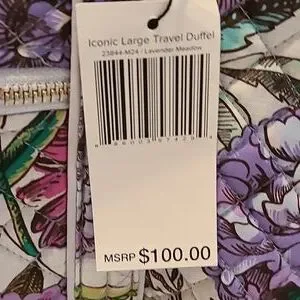 Iconic Large Travel Duffel
23844-M24 / Lavender Meadow
MSRP $100.00